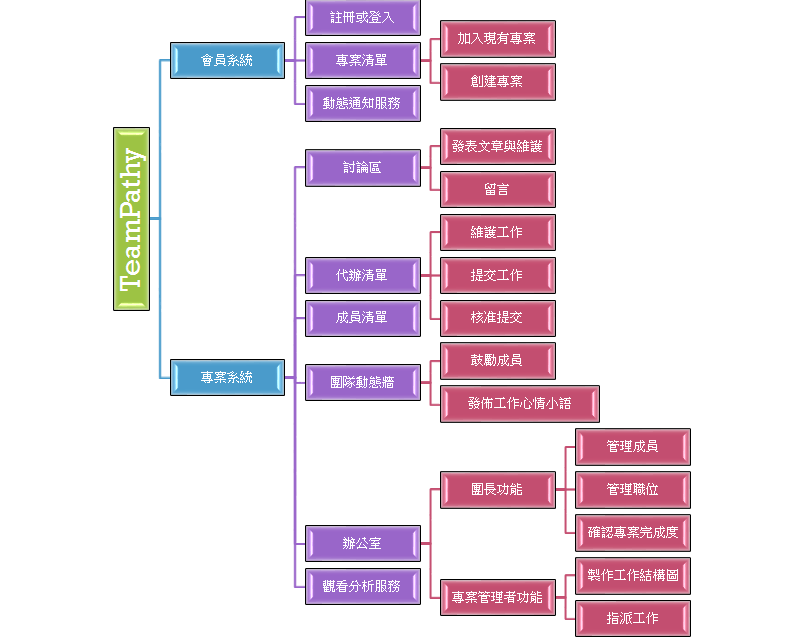 TeamPathy
會員系統
註冊或登入
專案清單
加入現有專案
創建專案
動態通知服務
專案系統
討論區
發表文章與維護
留言
代辦清單
維護工作
提交工作
核准提交
成員清單
團隊動態牆
鼓勵成員
發佈工作心情小語
辦公室
團長功能
管理成員
管理職位
確認專案完成度
專案管理者功能
製作工作結構圖
指派工作
觀看分析服務